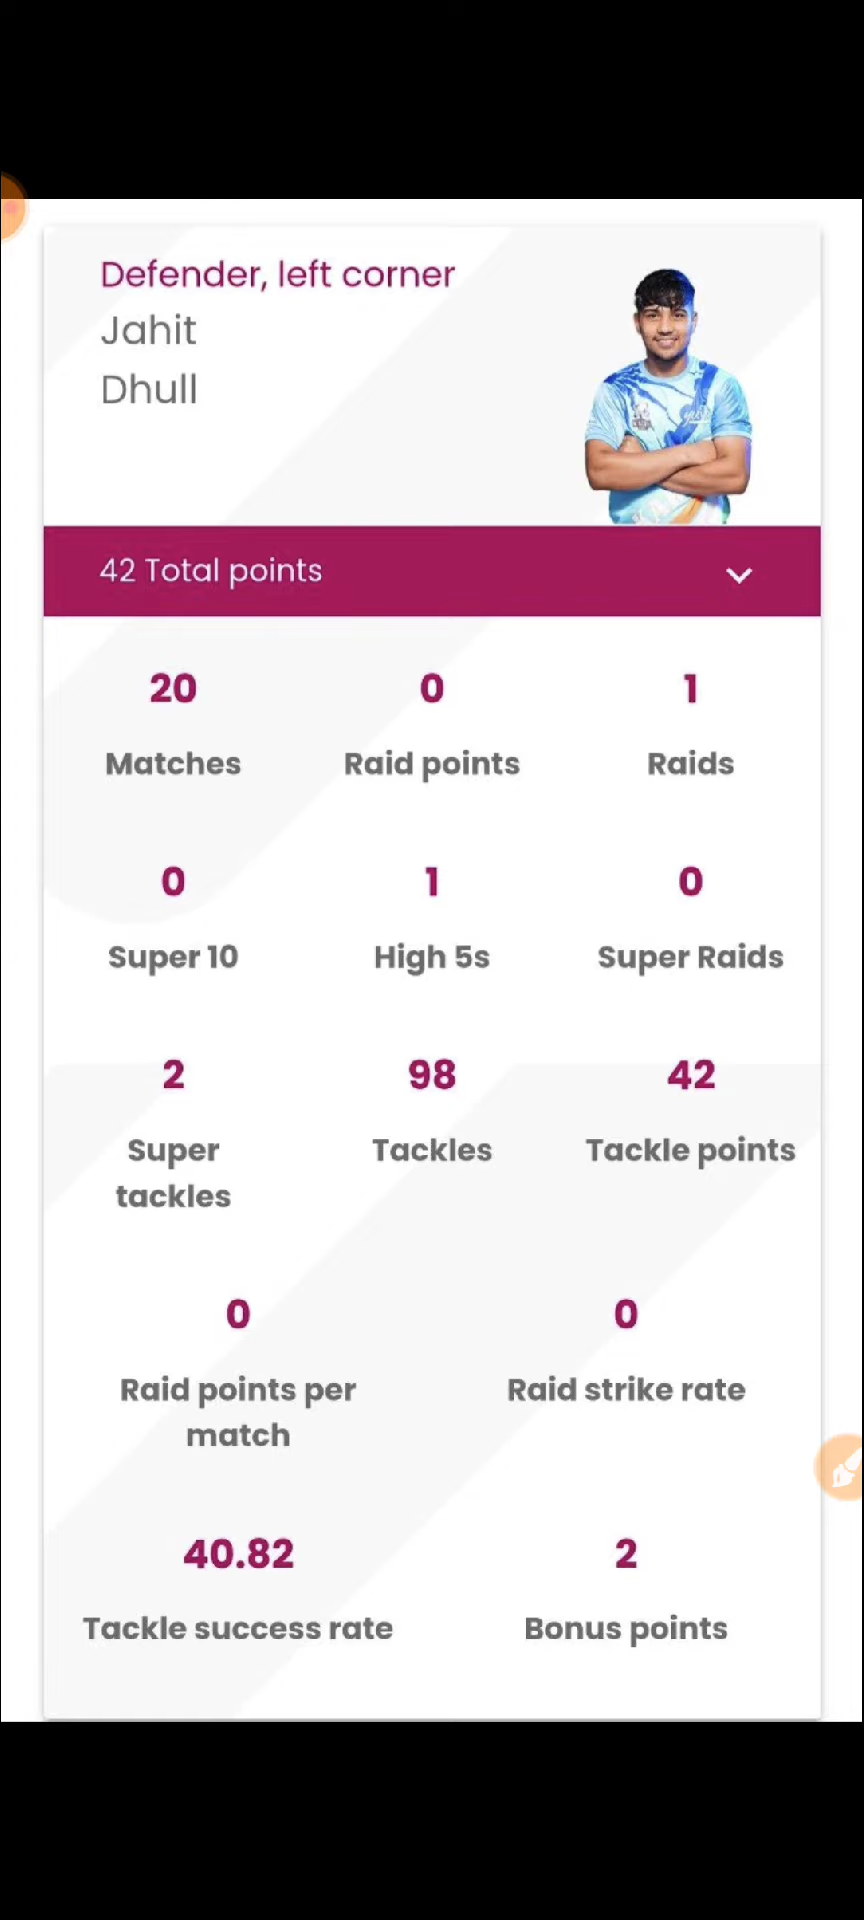 Defender, left corner
Jahit
Dhull
42 Total points
20 0 1
Matches Raid points Raids
0 1 0
Super 10 High 5s Super Raids
2 98 42
Super Tackles Tackle points
tackles
0 0
Raid points per Raid strike rate
match
40.82 2
Tackle success rate Bonus points